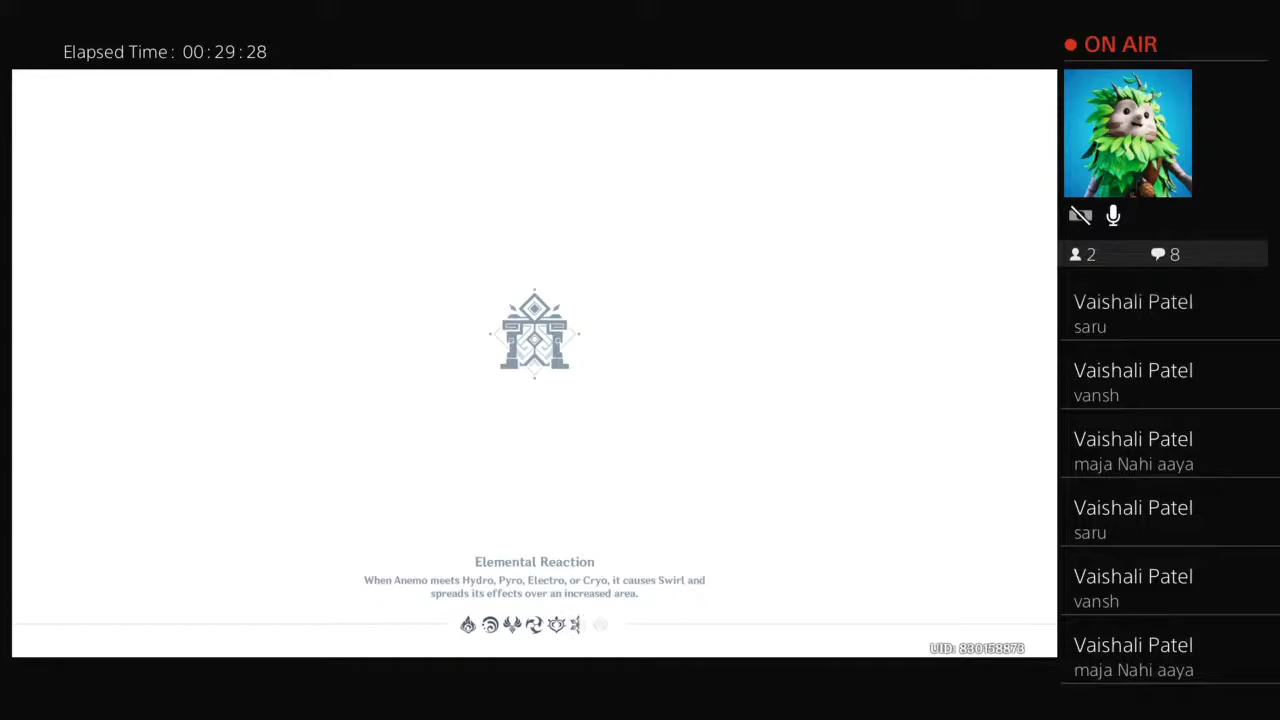 Elapsed Time: 00:29:28
ON AIR
2 8
Vaishali Patel
saru
Vaishali Patel
vansh
Vaishali Patel
maja Nahi aaya
Vaishali Patel
saru
Vaishali Patel
vansh
Vaishali Patel
maja Nahi aaya
Elemental Reaction
When Anemo meets Hydro, Pyro, Electro, or Cryo, it causes Swirl and
spreads its effects over an increased area.
UID: 830158873